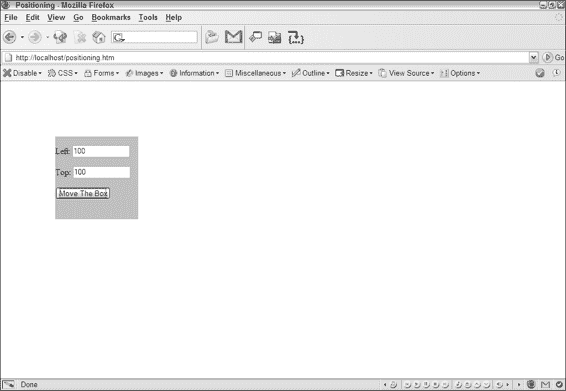 Positioning - Mozilla Firefox
File Edit View Go Bookmarks Tools Help
G
http://localhost/positioning.htm Go
Disable CSS Forms Images Information Miscellaneous Outline Resize View Source Options
Left: 100
Top: 100
Move The Box
Done